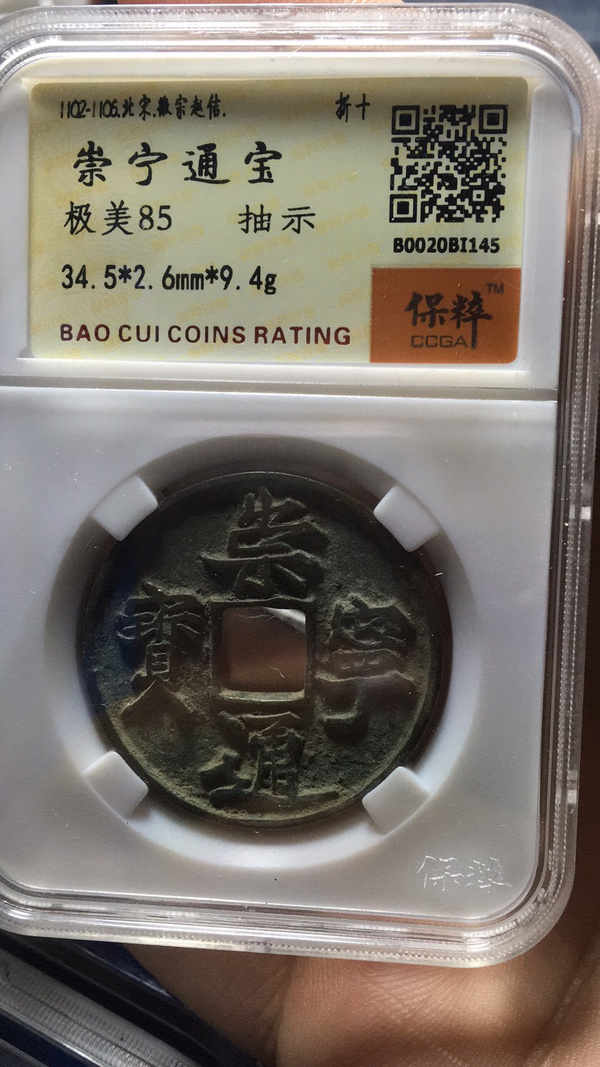 1102-1106.北宋.徽宗赵佶.
折十
崇宁通宝
极美85 抽示
B0020BI145
34.5*2.6mm*9.4g
保粹™
CCGA
BAO CUI COINS RATING
崇
寶 寧
通
保粹